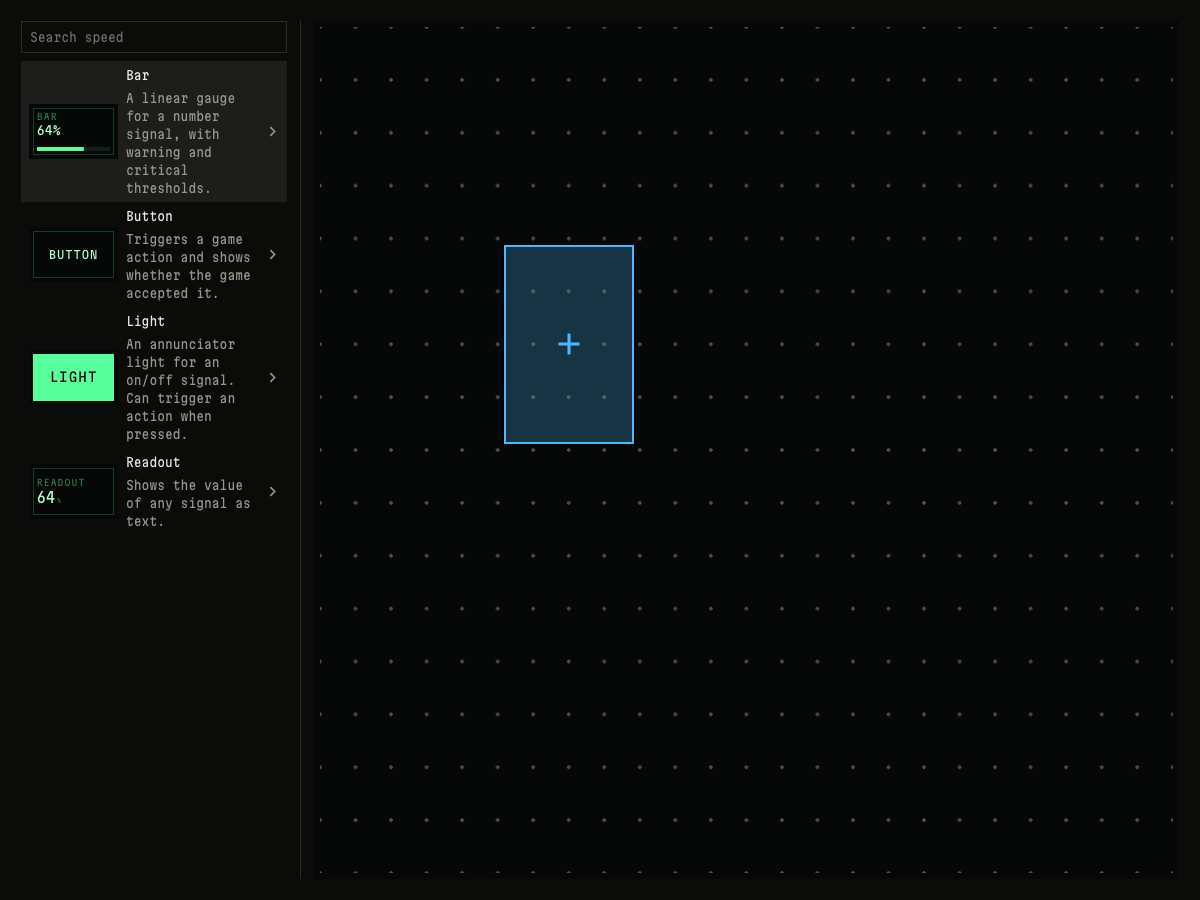 Search speed
Bar
A linear gauge
for a number
signal, with
warning and
critical
thresholds.
BAR
64%
Button
Triggers a game
action and shows
whether the game
accepted it.
BUTTON
Light
An annunciator
light for an
on/off signal.
Can trigger an
action when
pressed.
LIGHT
Readout
Shows the value
of any signal as
text.
READOUT
64%